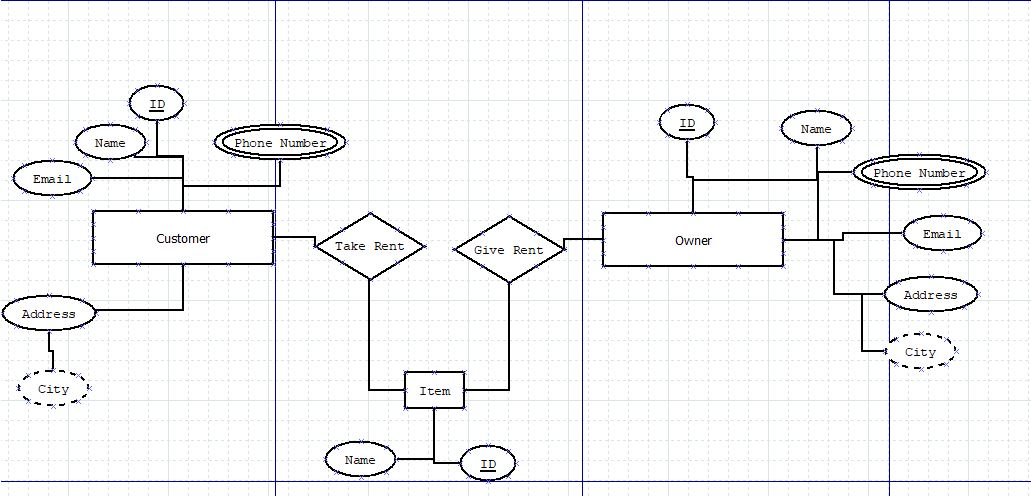 ID
Name
Phone Number
Email
Customer
Address
City
Take Rent
Give Rent
Item
Name
ID
ID
Name
Phone Number
Owner
Email
Address
City